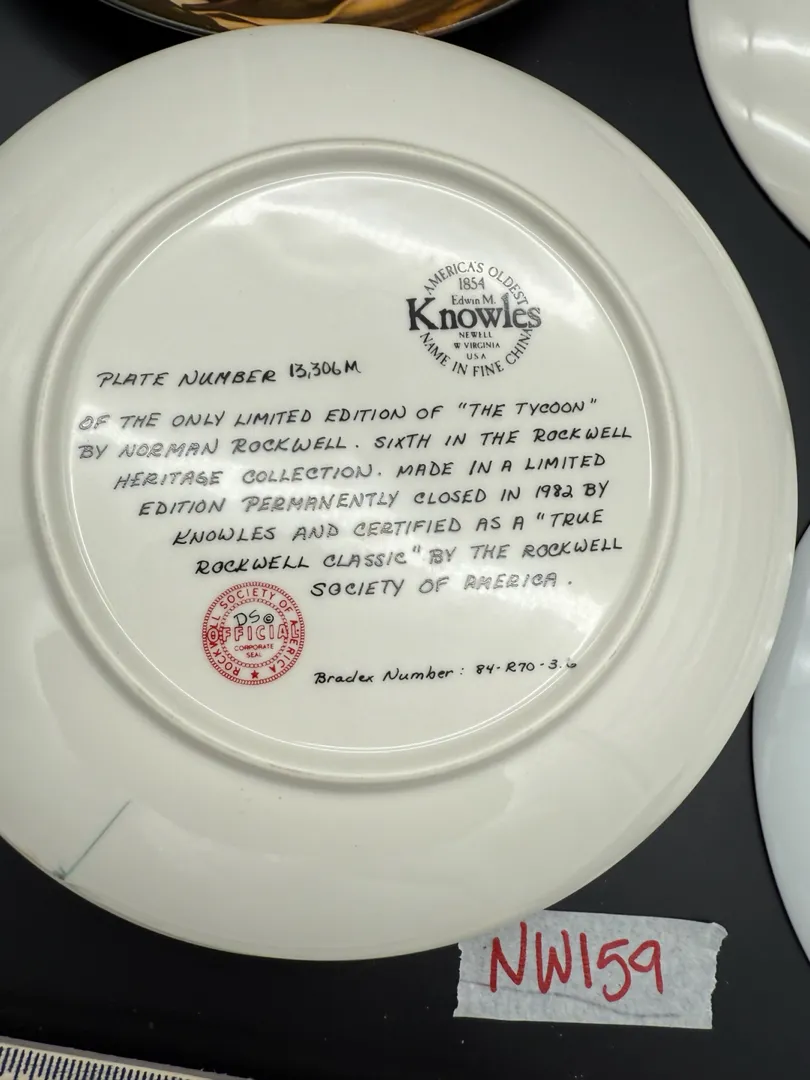 AMERICA'S OLDEST
1854
Edwin M.
Knowles
NEWELL
W VIRGINIA
USA
NAME IN FINE CHINA
PLATE NUMBER 13,306M
OF THE ONLY LIMITED EDITION OF "THE TYCOON"
BY NORMAN ROCKWELL. SIXTH IN THE ROCKWELL
HERITAGE COLLECTION. MADE IN A LIMITED
EDITION PERMANENTLY CLOSED IN 1982 BY
KNOWLES AND CERTIFIED AS A "TRUE
ROCKWELL CLASSIC" BY THE ROCKWELL
SOCIETY OF AMERICA.
ROCKWELL SOCIETY OF AMERICA
DS©
OFFICIAL
CORPORATE
SEAL
Bradex Number: 84-R70-3.6
NW159